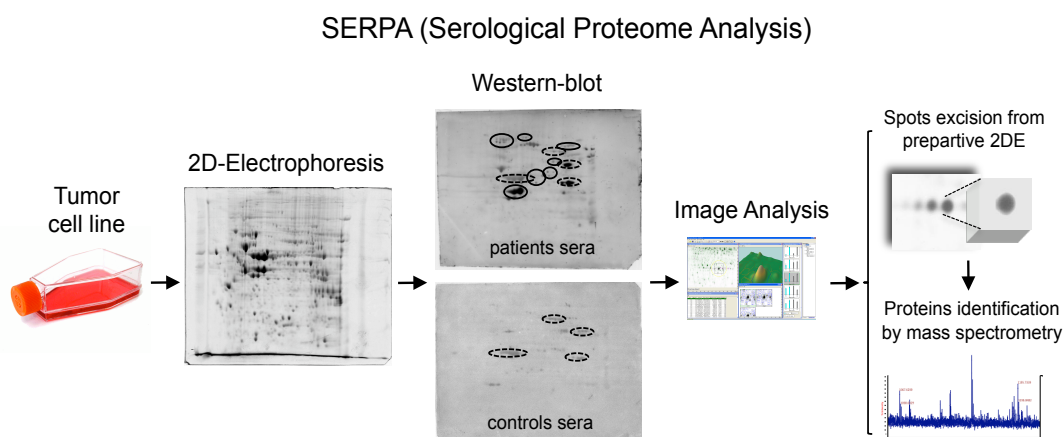 SERPA (Serological Proteome Analysis)
Western-blot
2D-Electrophoresis
Tumor
cell line
patients sera
controls sera
Image Analysis
Spots excision from
prepartive 2DE
Proteins identification
by mass spectrometry